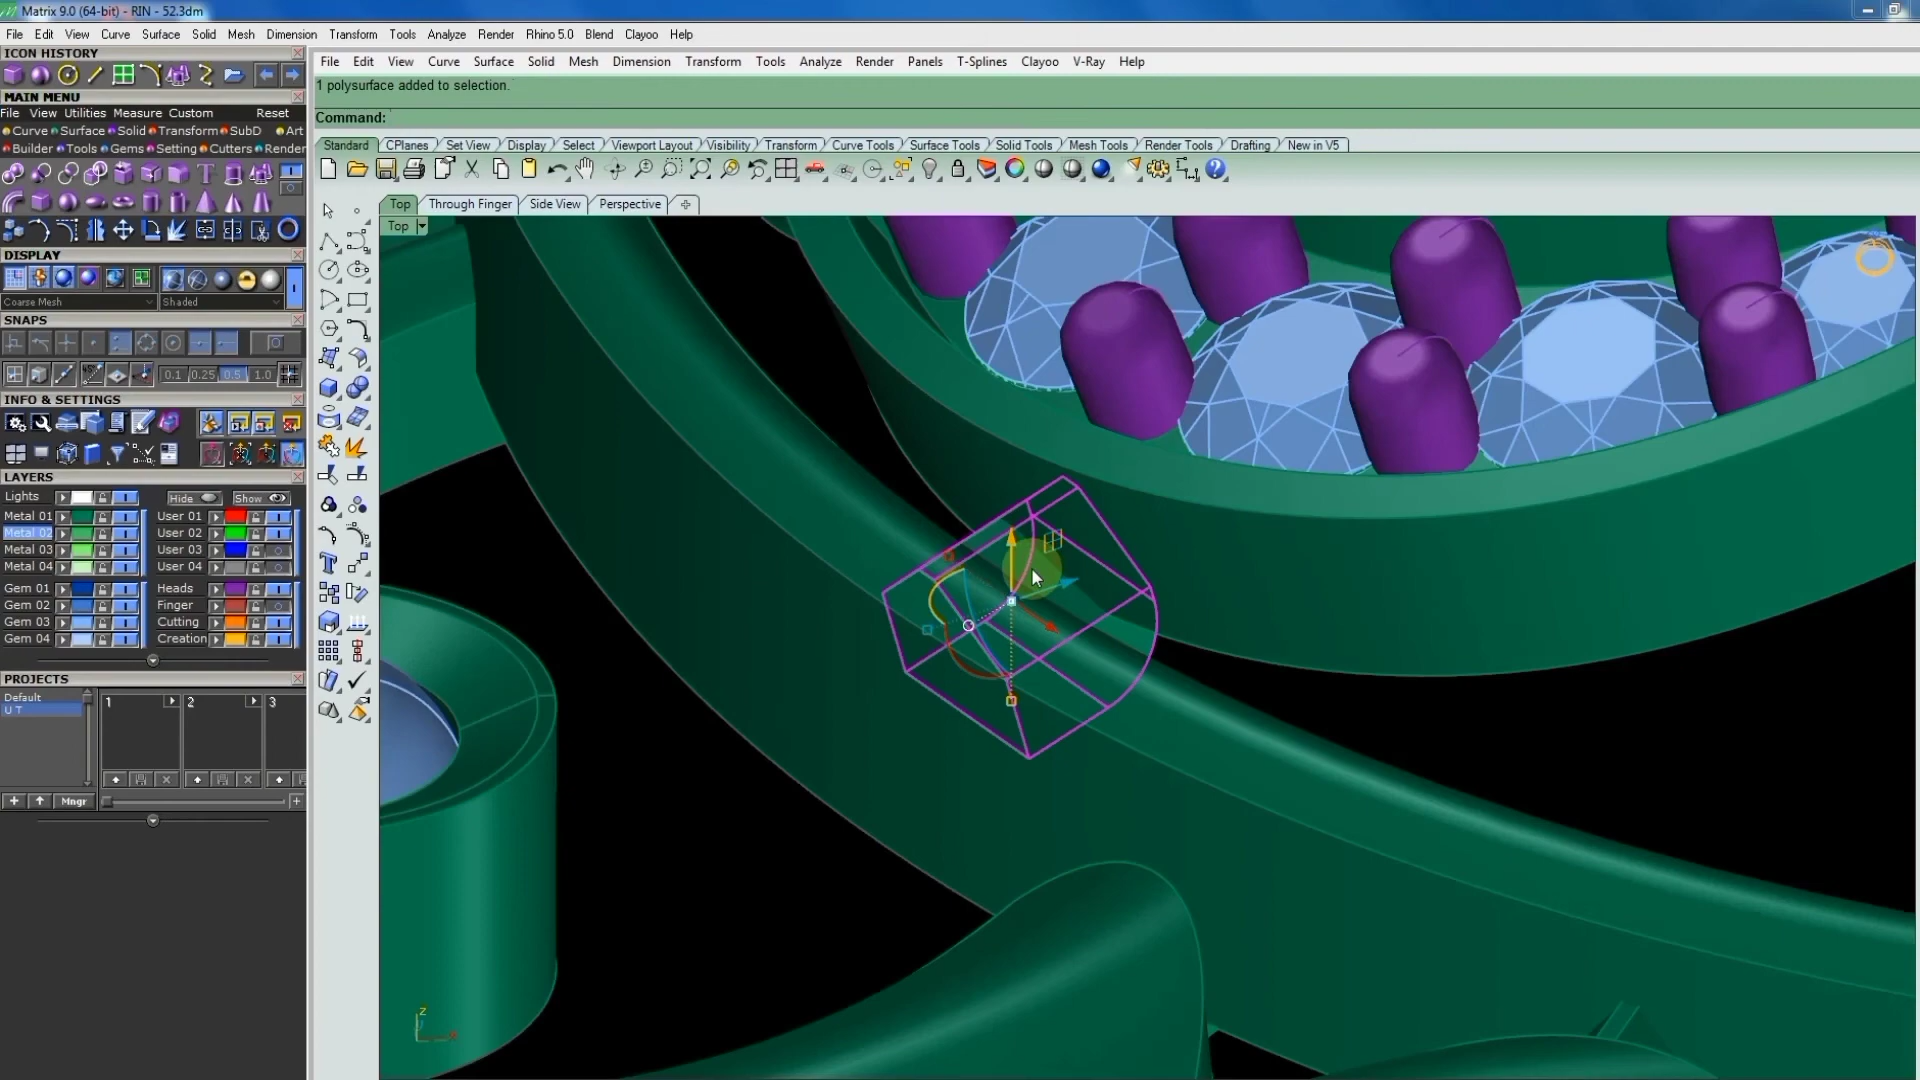 Matrix 9.0 (64-bit) - RIN - 52.3dm
File Edit View Curve Surface Solid Mesh Dimension Transform Tools Analyze Render Rhino 5.0 Blend Clayoo Help
ICON HISTORY
MAIN MENU
File View Utilities Measure Custom Reset
Curve Surface Solid Transform SubD Art
Builder Tools Gems Setting Cutters Render
DISPLAY
Coarse Mesh Shaded
SNAPS
0.1 0.25 0.5 1.0
INFO & SETTINGS
LAYERS
Lights Hide Show
Metal 01 User 01
Metal 02 User 02
Metal 03 User 03
Metal 04 User 04
Gem 01 Heads
Gem 02 Finger
Gem 03 Cutting
Gem 04 Creation
PROJECTS
Default
U T
1 2 3
Mngr
File Edit View Curve Surface Solid Mesh Dimension Transform Tools Analyze Render Panels T-Splines Clayoo V-Ray Help
1 polysurface added to selection.
Command:
Standard CPlanes Set View Display Select Viewport Layout Visibility Transform Curve Tools Surface Tools Solid Tools Mesh Tools Render Tools Drafting New in V5
Top Through Finger Side View Perspective
Top
z
x